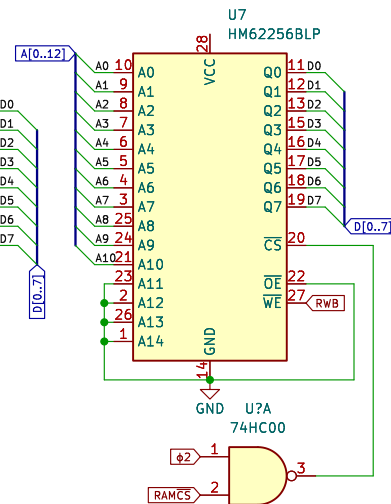 U7
HM62256BLP
A[0..12]
28
VCC
A0 10 A0 Q0 11 D0
A1 9 A1 Q1 12 D1
A2 8 A2 Q2 13 D2
A3 7 A3 Q3 15 D3
A4 6 A4 Q4 16 D4
A5 5 A5 Q5 17 D5
A6 4 A6 Q6 18 D6
A7 3 A7 Q7 19 D7
A8 25 A8
A9 24 A9 CS 20
A10 21 A10
23 A11 OE 22
2 A12 WE 27 RWB
26 A13
1 A14
D0
D1
D2
D3
D4
D5
D6
D7
D[0..7]
D[0..7
GND
14
GND
U?A
74HC00
ϕ2 1
3
RAMCS 2